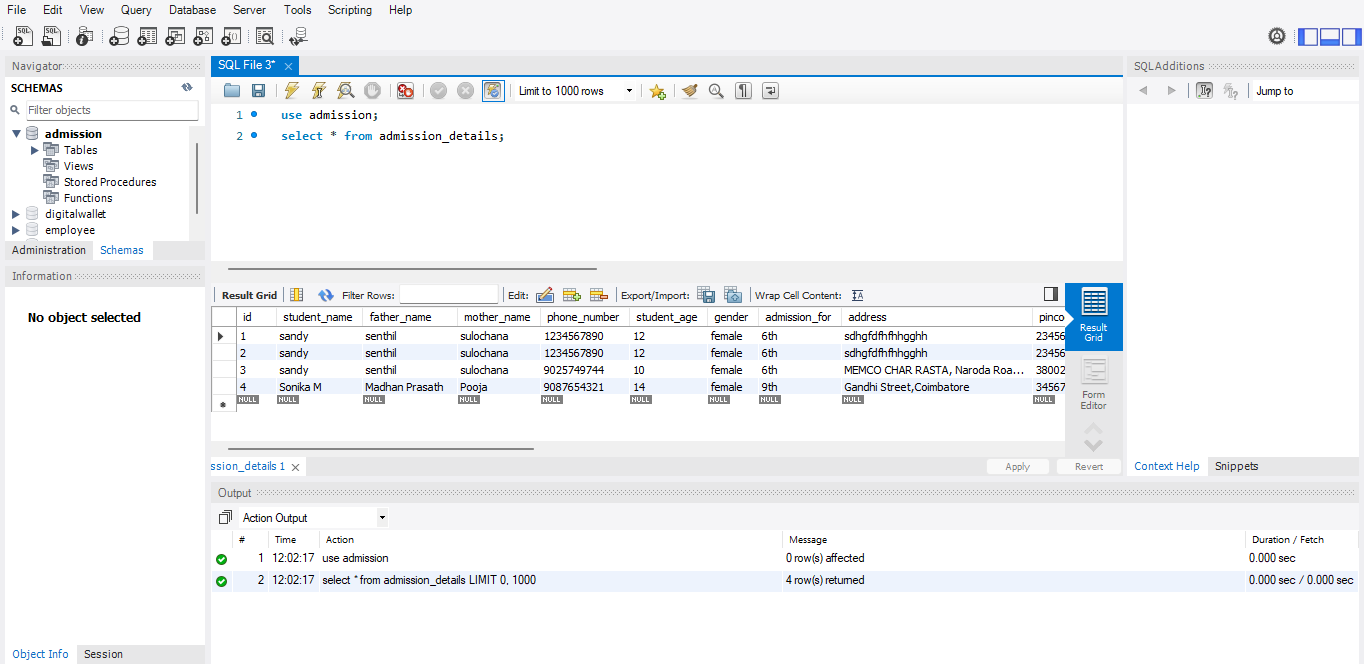 File Edit View Query Database Server Tools Scripting Help
Navigator
SCHEMAS
Filter objects
admission
Tables
Views
Stored Procedures
Functions
digitalwallet
employee
Administration Schemas
Information
No object selected
Object Info Session
SQL File 3*
Limit to 1000 rows
1 use admission;
2 select * from admission_details;
Result Grid Filter Rows: Edit: Export/Import: Wrap Cell Content:
id student_name father_name mother_name phone_number student_age gender admission_for address pinco
1 sandy senthil sulochana 1234567890 12 female 6th sdhgfdfhfhhgghh 23456
2 sandy senthil sulochana 1234567890 12 female 6th sdhgfdfhfhhgghh 23456
3 sandy senthil sulochana 9025749744 10 female 6th MEMCO CHAR RASTA, Naroda Roa... 38002
4 Sonika M Madhan Prasath Pooja 9087654321 14 female 9th Gandhi Street,Coimbatore 34567
NULL NULL NULL NULL NULL NULL NULL NULL NULL NULL
Result
Grid
Form
Editor
ssion_details 1 Apply Revert
SQLAdditions
Jump to
Context Help Snippets
Output
Action Output
# Time Action Message Duration / Fetch
1 12:02:17 use admission 0 row(s) affected 0.000 sec
2 12:02:17 select * from admission_details LIMIT 0, 1000 4 row(s) returned 0.000 sec / 0.000 sec